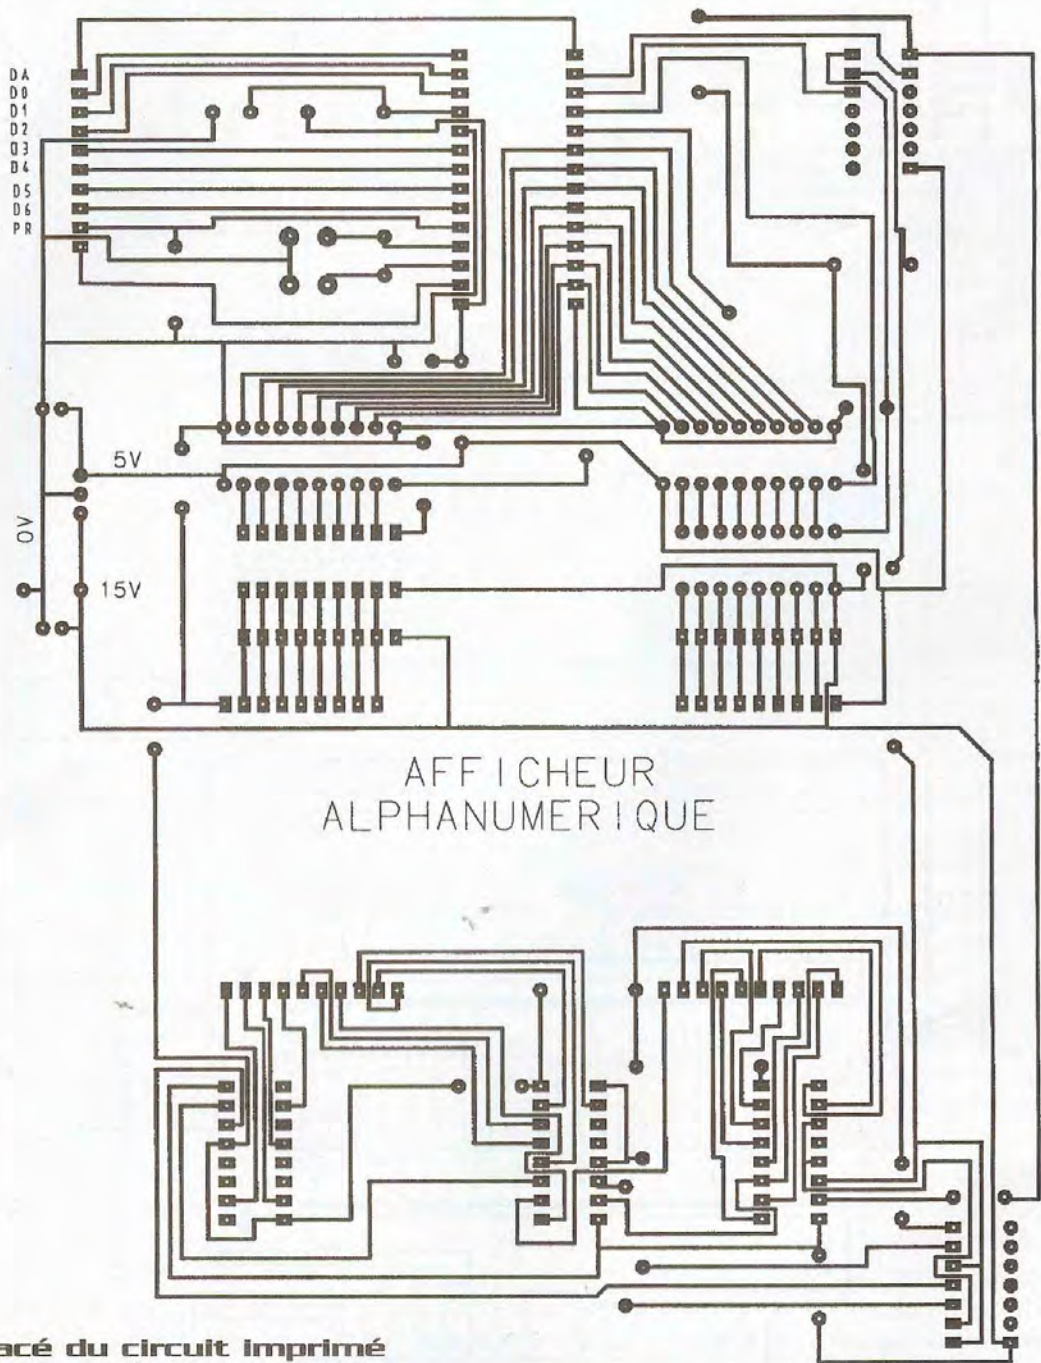 DA
D0
D1
D2
D3
D4
D5
D6
PR
5V
0V
15V
AFFICHEUR
ALPHANUMERIQUE
acé du circuit imprimé